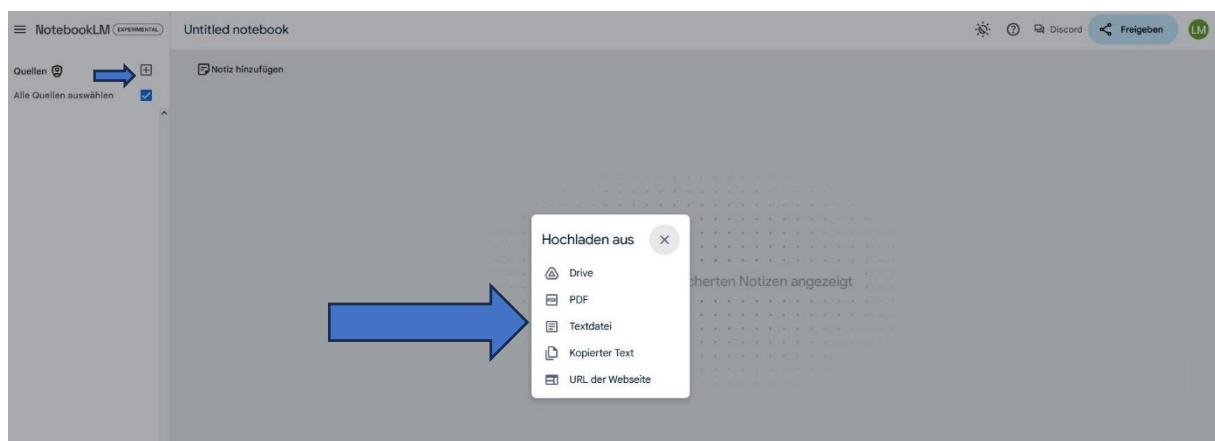 NotebookLM EXPERIMENTAL
Untitled notebook
Discord
Freigeben
LM
Quellen
Alle Quellen auswählen
Notiz hinzufügen
Hochladen aus
Drive
PDF
Textdatei
Kopierter Text
URL der Webseite
cherten Notizen angezeigt